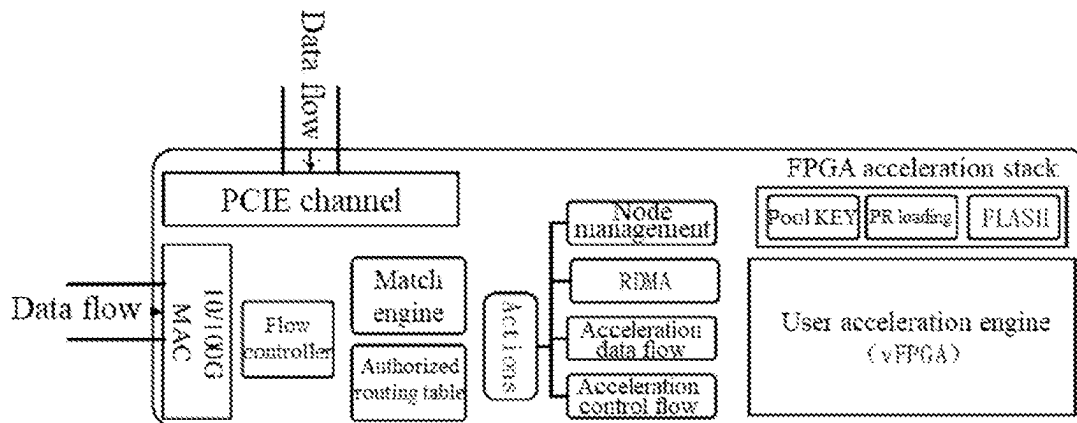 Data flow
FPGA acceleration stack
PCIE channel
Pool KEY
PR loading
FLASH
Node
management
Data flow
10/100G
MAC
Flow
controller
Match
engine
Authorized
routing table
Actions
RDMA
Acceleration
data flow
Acceleration
control flow
User acceleration engine
(vFPGA)